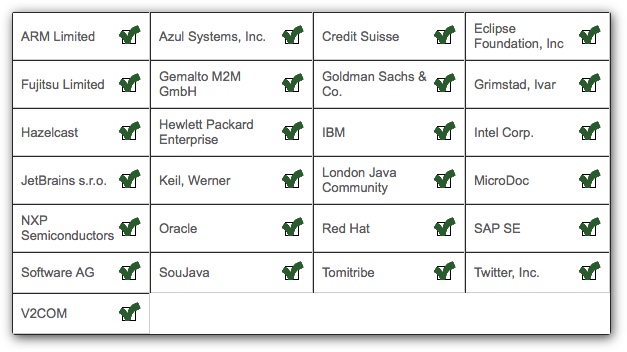 ARM Limited
Azul Systems, Inc.
Credit Suisse
Eclipse
Foundation, Inc
Fujitsu Limited
Gemalto M2M
GmbH
Goldman Sachs &
Co.
Grimstad, Ivar
Hazelcast
Hewlett Packard
Enterprise
IBM
Intel Corp.
JetBrains s.r.o.
Keil, Werner
London Java
Community
MicroDoc
NXP
Semiconductors
Oracle
Red Hat
SAP SE
Software AG
SouJava
Tomitribe
Twitter, Inc.
V2COM